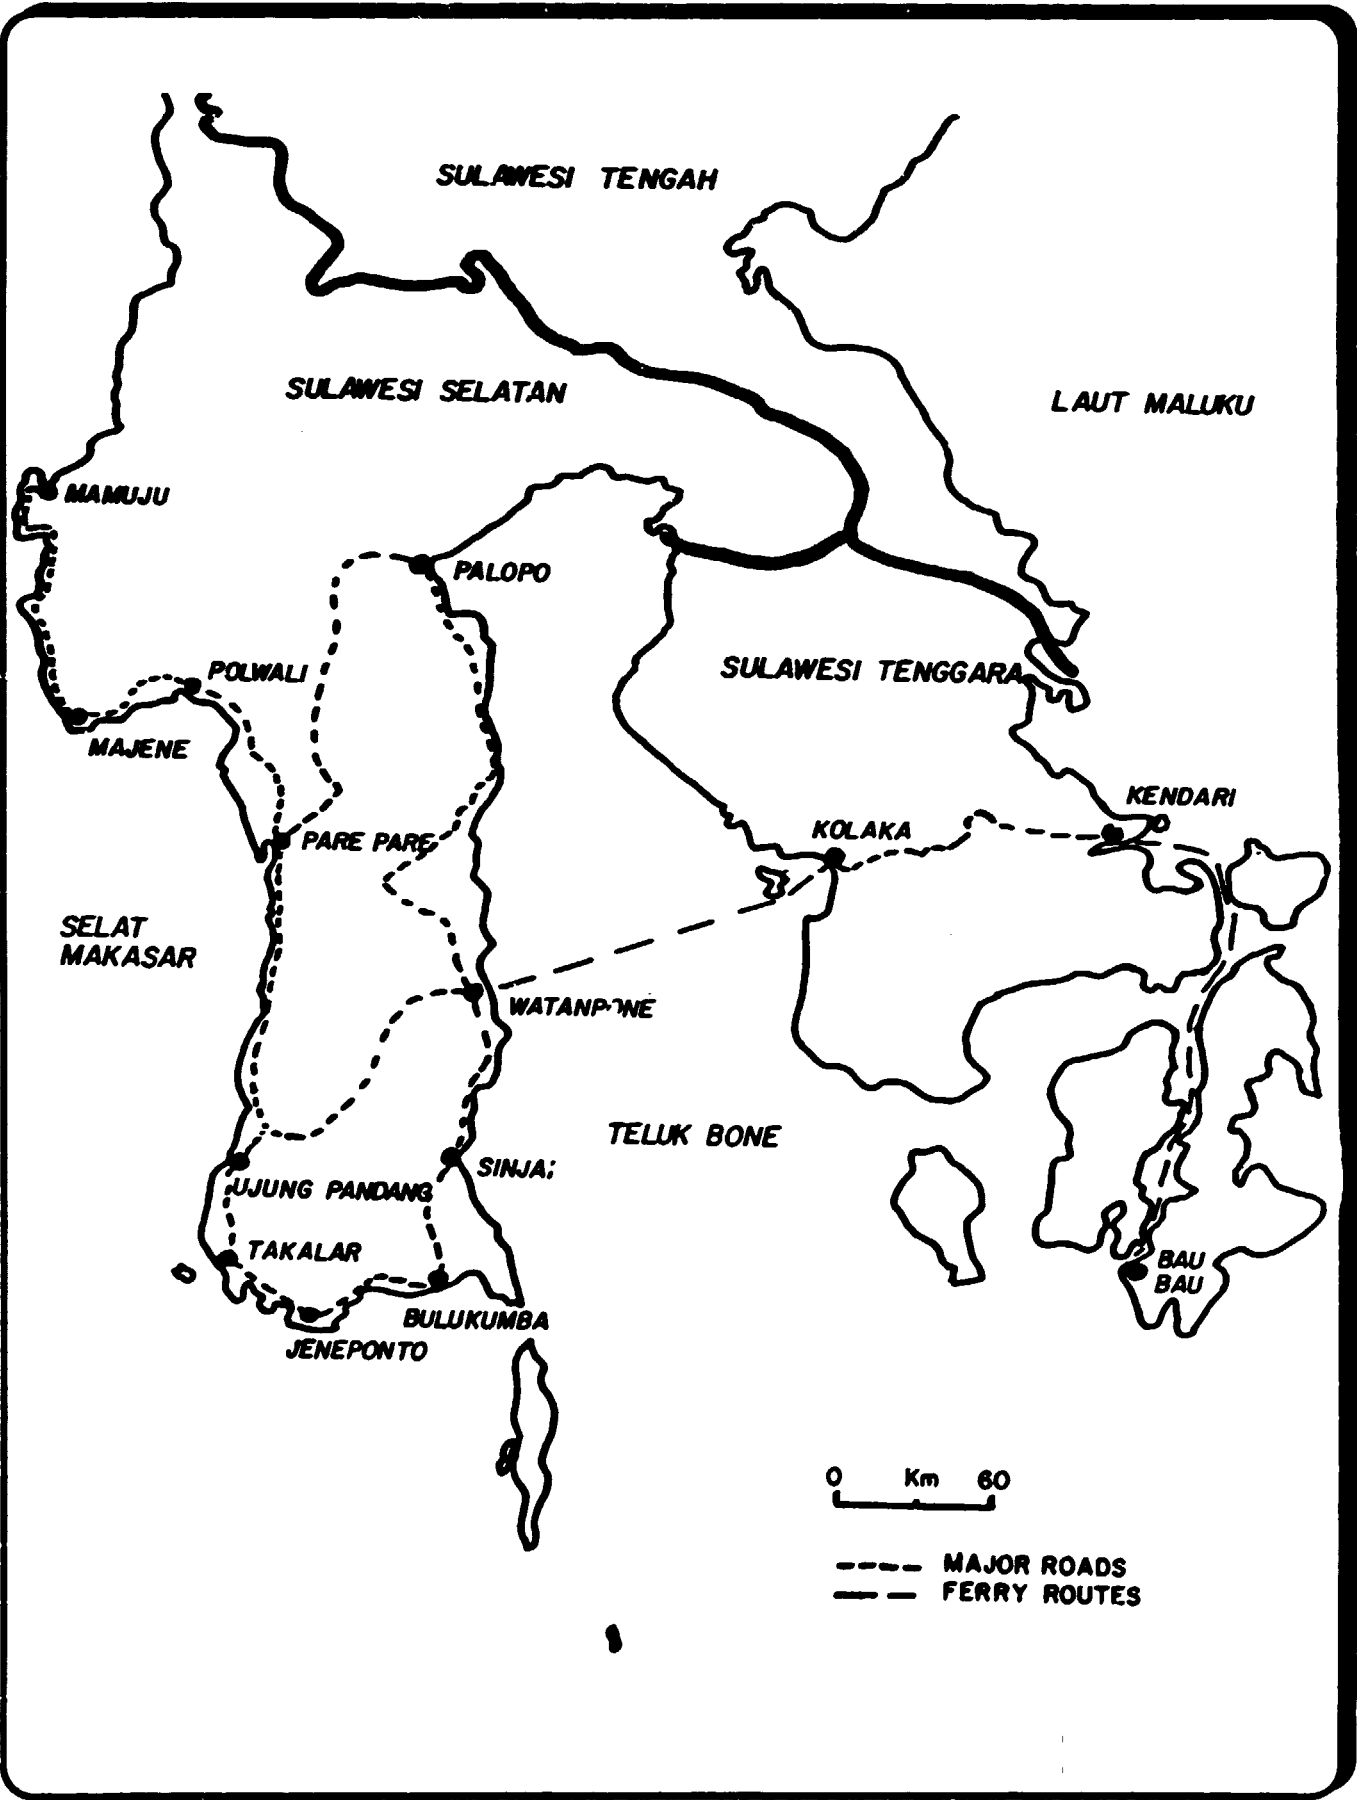 SULAWESI TENGAH
SULAWESI SELATAN
LAUT MALUKU
MAMUJU
PALOPO
POLWALI
SULAWESI TENGGARA
MAJENE
KENDARI
KOLAKA
PARE PARE
SELAT
MAKASAR
TELUK BONE
UJUNG PANDANG
TAKALAR
BAU
BAU
BULUKUMBA
JENEPONTO
0 Km 60
MAJOR ROADS
FERRY ROUTES